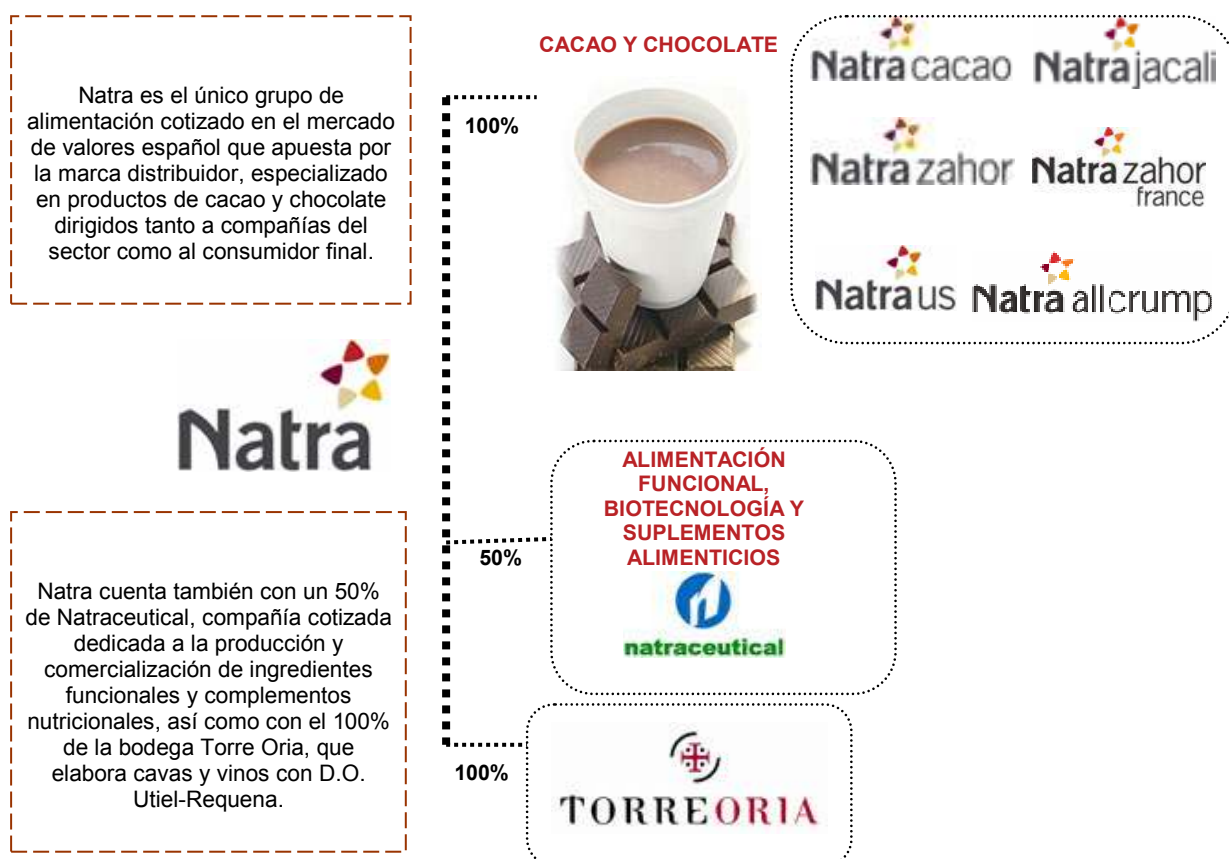 Natra es el único grupo de
alimentación cotizado en el mercado
de valores español que apuesta por
la marca distribuidor, especializado
en productos de cacao y chocolate
dirigidos tanto a compañías del
sector como al consumidor final.
Natra
Natra cuenta también con un 50%
de Natraceutical, compañía cotizada
dedicada a la producción y
comercialización de ingredientes
funcionales y complementos
nutricionales, así como con el 100%
de la bodega Torre Oria, que
elabora cavas y vinos con D.O.
Utiel-Requena.
100%
CACAO Y CHOCOLATE
Natra cacao
Natra jacali
Natra zahor
Natra zahor
france
Natra us
Natra allcrump
50%
ALIMENTACIÓN
FUNCIONAL,
BIOTECNOLOGÍA Y
SUPLEMENTOS
ALIMENTICIOS
natraceutical
100%
TORREORIA